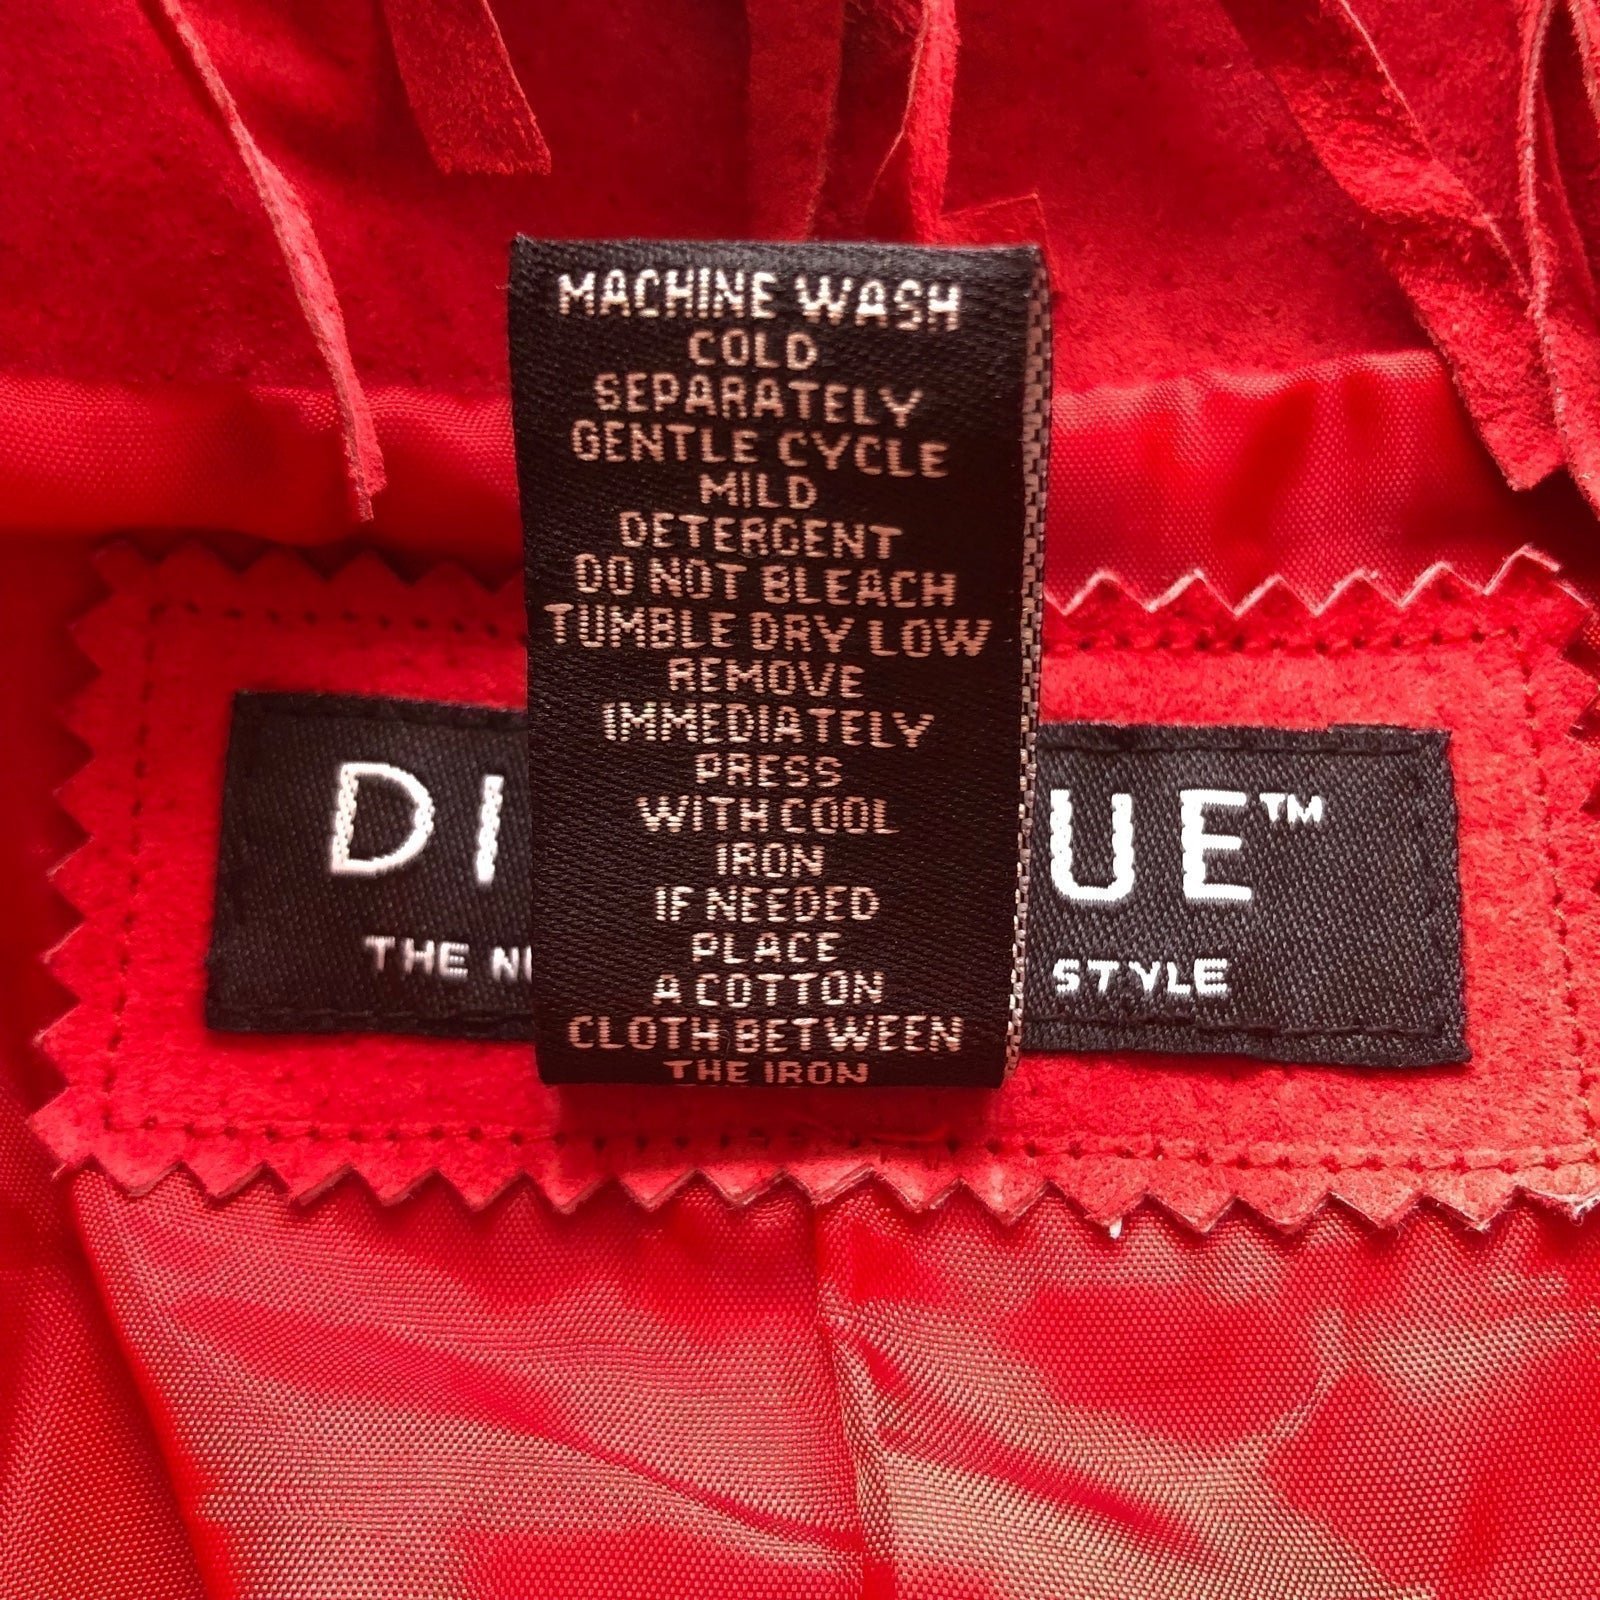 MACHINE WASH
COLD
SEPARATELY
GENTLE CYCLE
MILD
DETERGENT
DO NOT BLEACH
TUMBLE DRY LOW
REMOVE
IMMEDIATELY
PRESS
WITH COOL
IRON
IF NEEDED
PLACE
A COTTON
CLOTH BETWEEN
THE IRON
DI UE™
THE STYLE